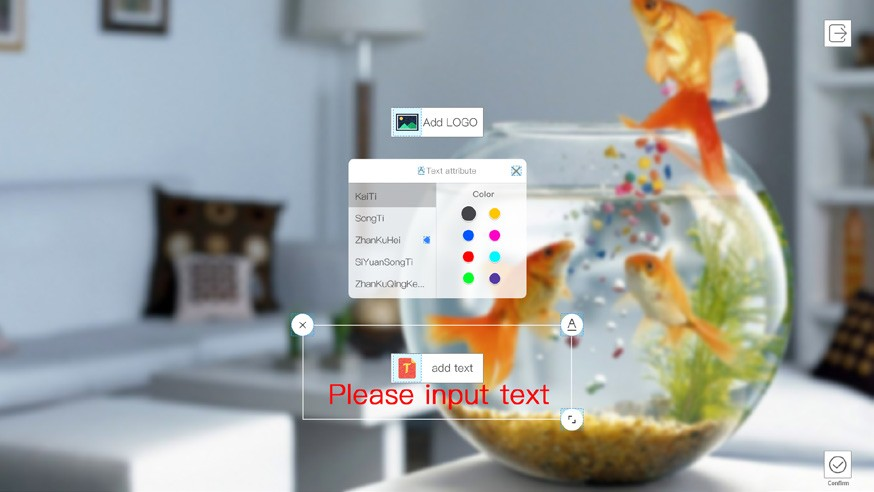 Add LOGO
Text attribute
Color
KaiTi
SongTi
ZhanKuHei
SiYuanSongTi
ZhanKuQingKe...
A
add text
Please input text
Confirm